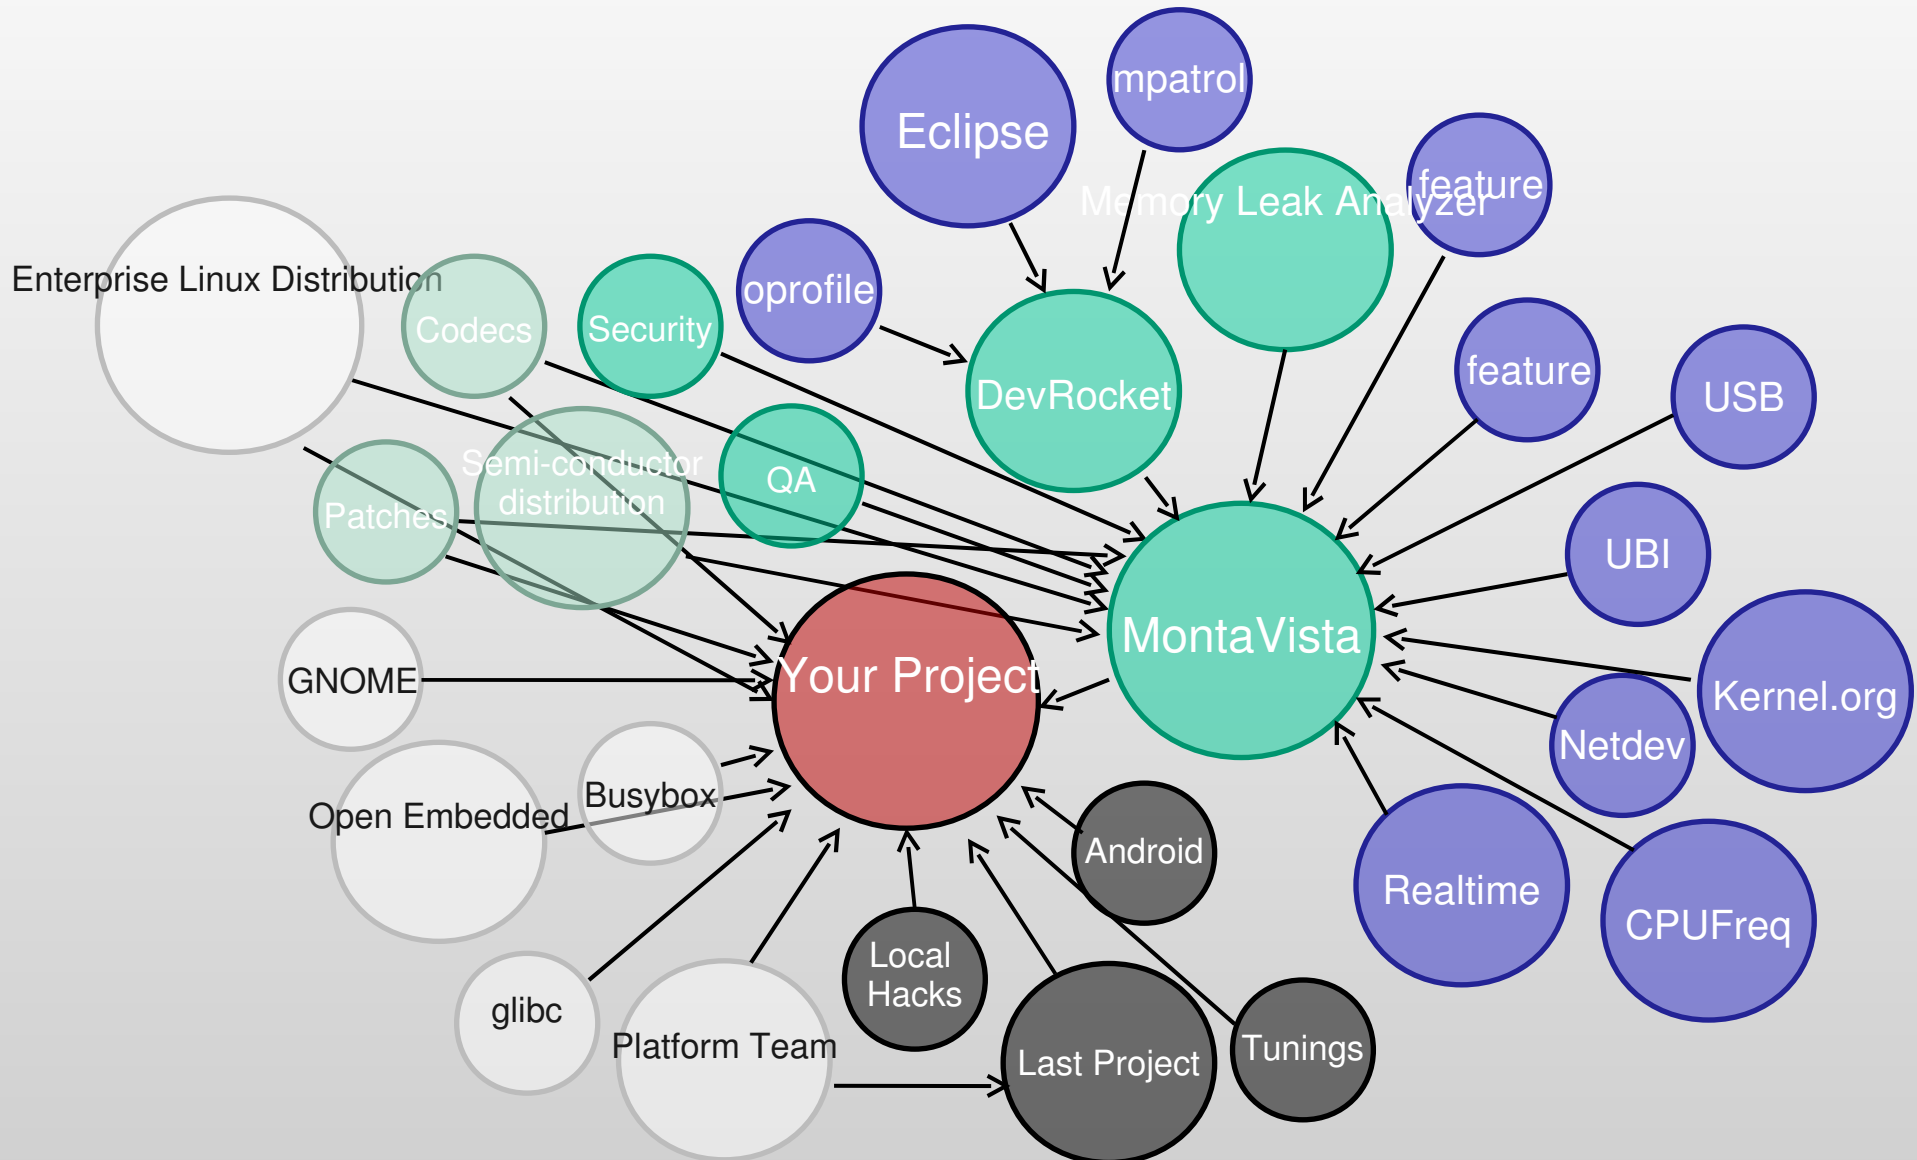 mpatrol
Eclipse
feature
Memory Leak Analyzer
Enterprise Linux Distribution
oprofile
Codecs
Security
feature
USB
DevRocket
Semi-conductor
distribution
QA
Patches
UBI
MontaVista
GNOME
Your Project
Kernel.org
Netdev
Busybox
Open Embedded
Android
Realtime
CPUFreq
Local
Hacks
glibc
Platform Team
Last Project
Tunings